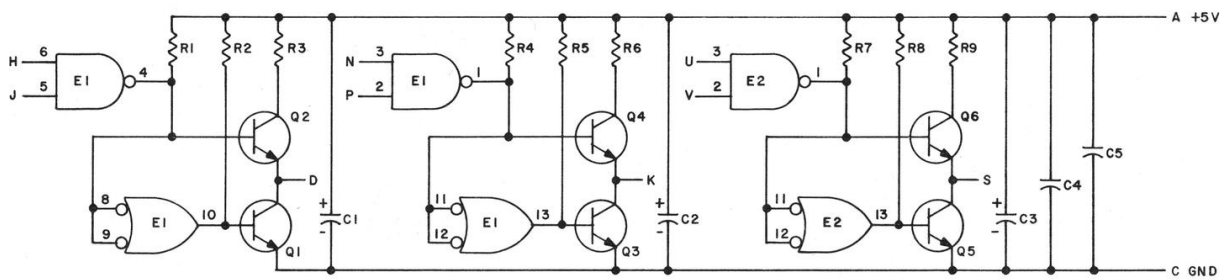 A +5V
R1 R2 R3
R4 R5 R6
R7 R8 R9
H 6 E1 4
J 5
N 3 E1 1
P 2
U 3 E2 1
V 2
Q2
Q4
Q6
C5
D
K
S
C4
8 E1 10
9
Q1
+ C1 -
11 E1 13
12
Q3
+ C2 -
11 E2 13
12
Q5
+ C3 -
C GND